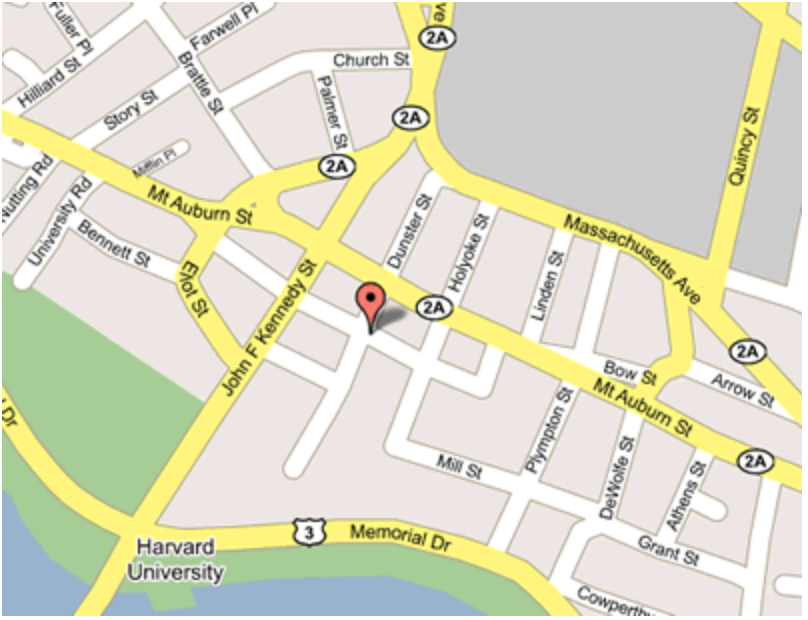 Fuller Pl
Farwell Pl
ve
2A
Hilliard St
Brattle St
Church St
Story St
Palmer St
2A
Quincy St
Mifflin Pl
2A
Nutting Rd
University Rd
Mt Auburn St
Bennett St
Dunster St
Holyoke St
Massachusetts Ave
Eliot St
Linden St
John F Kennedy St
2A
2A
Bow St
Arrow St
Mt Auburn St
Dr
Plympton St
DeWolfe St
Athens St
2A
Mill St
3
Memorial Dr
Harvard
University
Grant St
Cowperthw